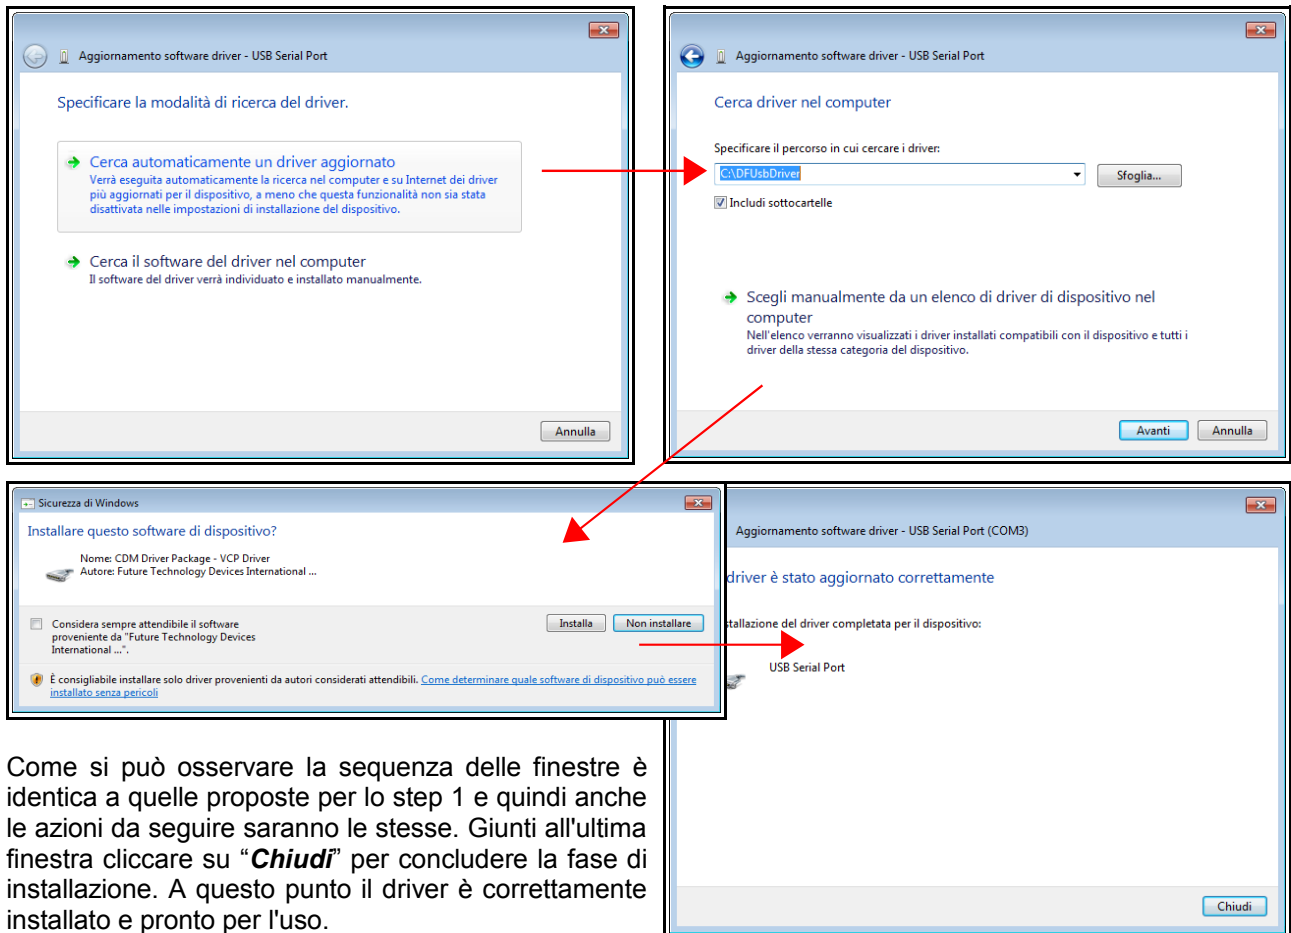 Aggiornamento software driver - USB Serial Port
Specificare la modalità di ricerca del driver.
Cerca automaticamente un driver aggiornato
Verrà eseguita automaticamente la ricerca nel computer e su Internet dei driver
più aggiornati per il dispositivo, a meno che questa funzionalità non sia stata
disattivata nelle impostazioni di installazione del dispositivo.
Cerca il software del driver nel computer
Il software del driver verrà individuato e installato manualmente.
Annulla
Aggiornamento software driver - USB Serial Port
Cerca driver nel computer
Specificare il percorso in cui cercare i driver:
C:\DFUsbDriver
Sfoglia...
Includi sottocartelle
Scegli manualmente da un elenco di driver di dispositivo nel
computer
Nell'elenco verranno visualizzati i driver installati compatibili con il dispositivo e tutti i
driver della stessa categoria del dispositivo.
Avanti
Annulla
Sicurezza di Windows
Installare questo software di dispositivo?
Nome: CDM Driver Package - VCP Driver
Autore: Future Technology Devices International ...
Considera sempre attendibile il software
proveniente da "Future Technology Devices
International ...".
Installa
Non installare
È consigliabile installare solo driver provenienti da autori considerati attendibili. Come determinare quale software di dispositivo può essere
installato senza pericoli
Aggiornamento software driver - USB Serial Port (COM3)
driver è stato aggiornato correttamente
stallazione del driver completata per il dispositivo:
USB Serial Port
Chiudi
Come si può osservare la sequenza delle finestre è
identica a quelle proposte per lo step 1 e quindi anche
le azioni da seguire saranno le stesse. Giunti all'ultima
finestra cliccare su “Chiudi” per concludere la fase di
installazione. A questo punto il driver è correttamente
installato e pronto per l'uso.